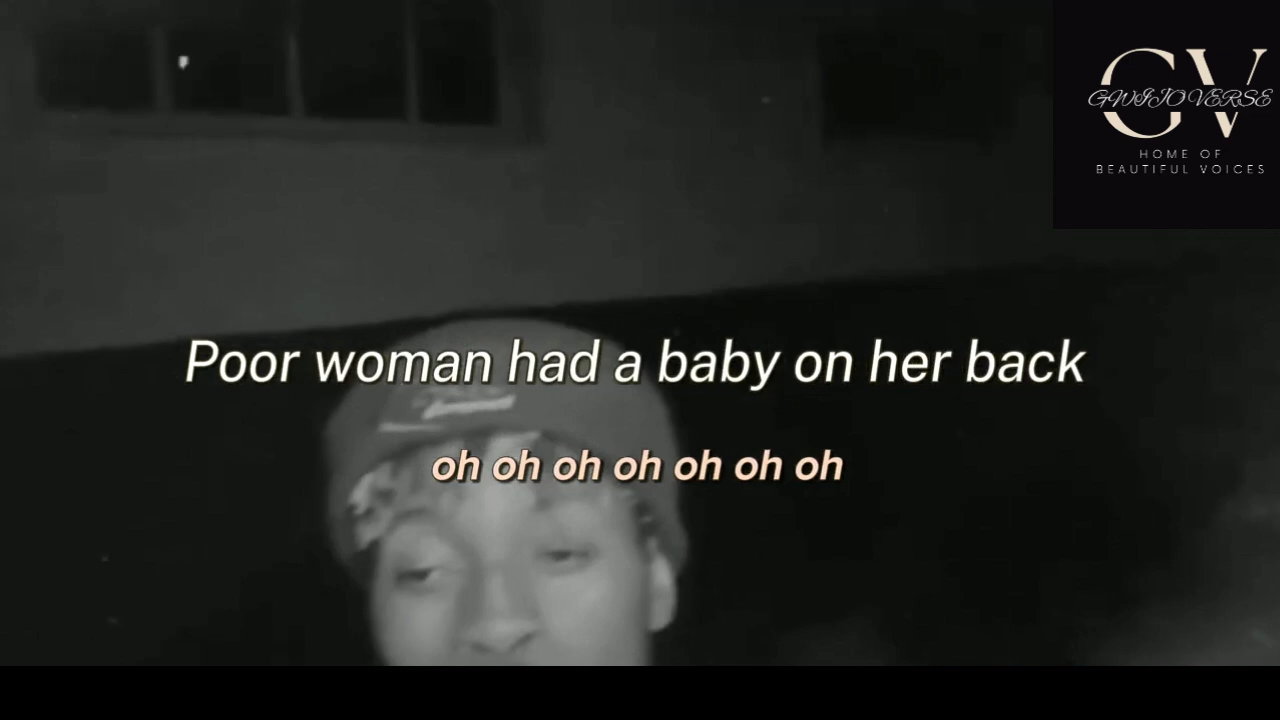 GV
GWIJO VERSE
HOME OF
BEAUTIFUL VOICES
Poor woman had a baby on her back
oh oh oh oh oh oh oh